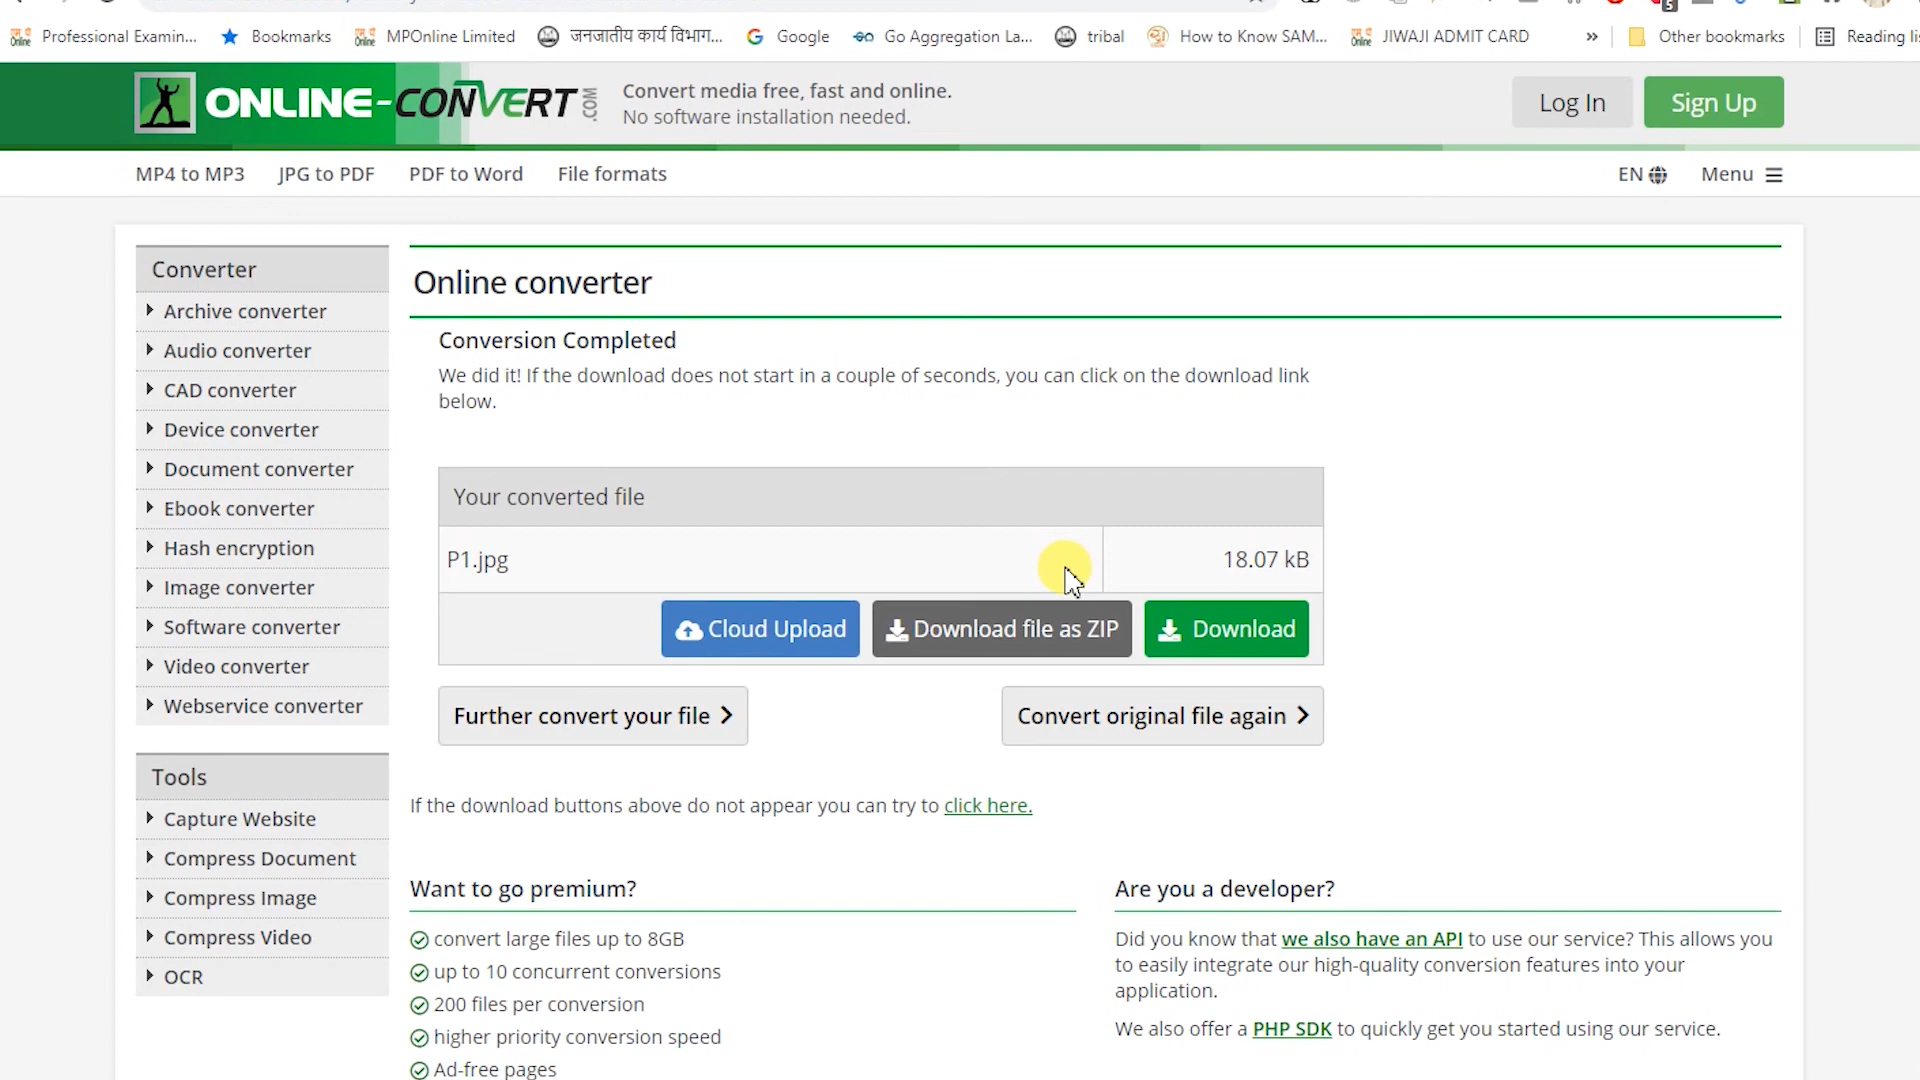 Professional Examin...
Bookmarks
MPOnline Limited
जनजातीय कार्य विभाग...
Google
Go Aggregation La...
tribal
How to Know SAM...
JIWAJI ADMIT CARD
»
Other bookmarks
Reading lis
5
ONLINE-CONVERT.COM
Convert media free, fast and online.
No software installation needed.
Log In
Sign Up
MP4 to MP3
JPG to PDF
PDF to Word
File formats
EN
Menu
Converter
Archive converter
Audio converter
CAD converter
Device converter
Document converter
Ebook converter
Hash encryption
Image converter
Software converter
Video converter
Webservice converter
Tools
Capture Website
Compress Document
Compress Image
Compress Video
OCR
Online converter
Conversion Completed
We did it! If the download does not start in a couple of seconds, you can click on the download link
below.
Your converted file
P1.jpg
18.07 kB
Cloud Upload
Download file as ZIP
Download
Further convert your file
Convert original file again
If the download buttons above do not appear you can try to click here.
Want to go premium?
convert large files up to 8GB
up to 10 concurrent conversions
200 files per conversion
higher priority conversion speed
Ad-free pages
Are you a developer?
Did you know that we also have an API to use our service? This allows you
to easily integrate our high-quality conversion features into your
application.
We also offer a PHP SDK to quickly get you started using our service.